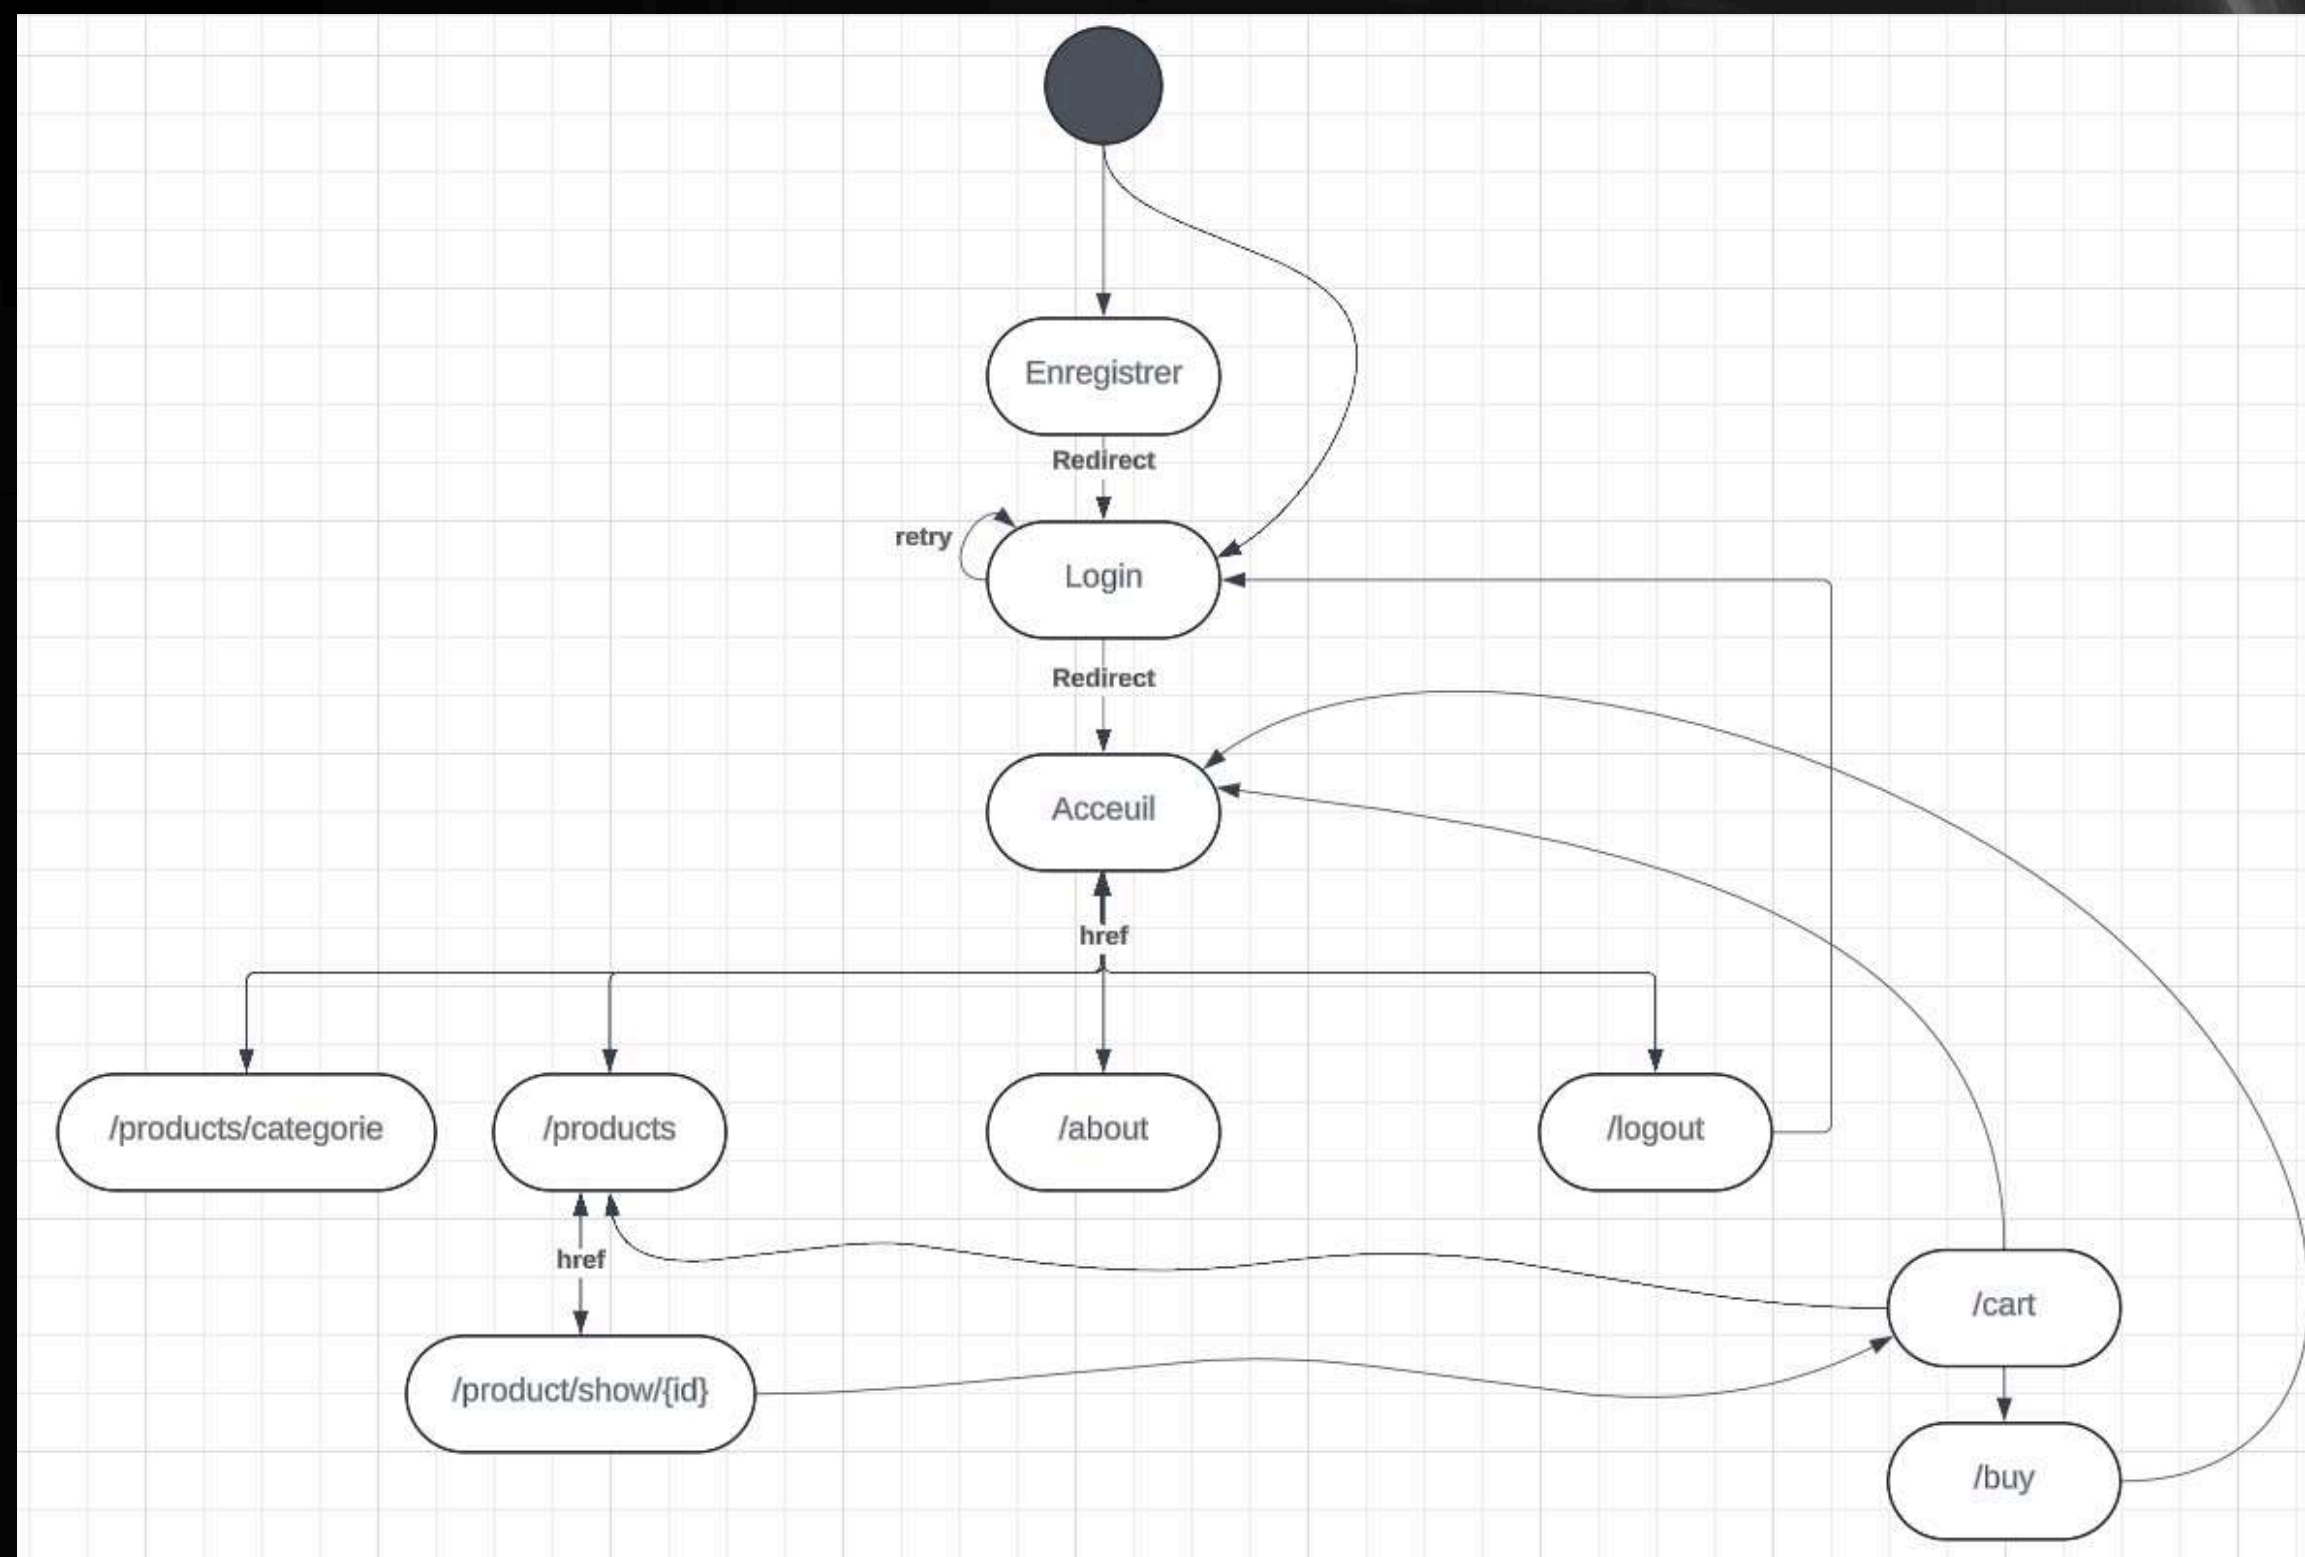 Enregistrer
Redirect
retry
Login
Redirect
Acceuil
href
/products/categorie
/products
/about
/logout
href
/cart
/product/show/{id}
/buy